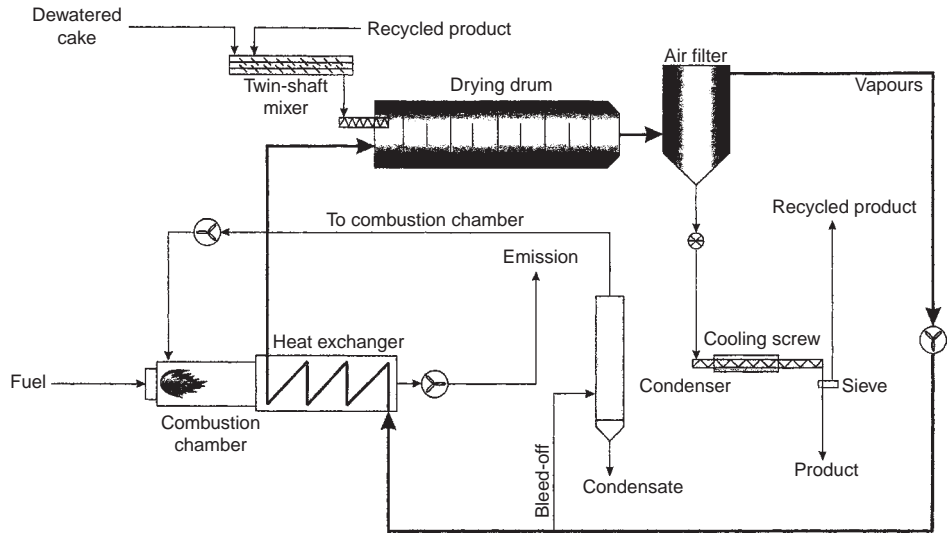 Dewatered
cake
Recycled product
Twin-shaft
mixer
Drying drum
Air filter
Vapours
To combustion chamber
Recycled product
Emission
Heat exchanger
Cooling screw
Fuel
Condenser
Sieve
Combustion
chamber
Bleed-off
Condensate
Product